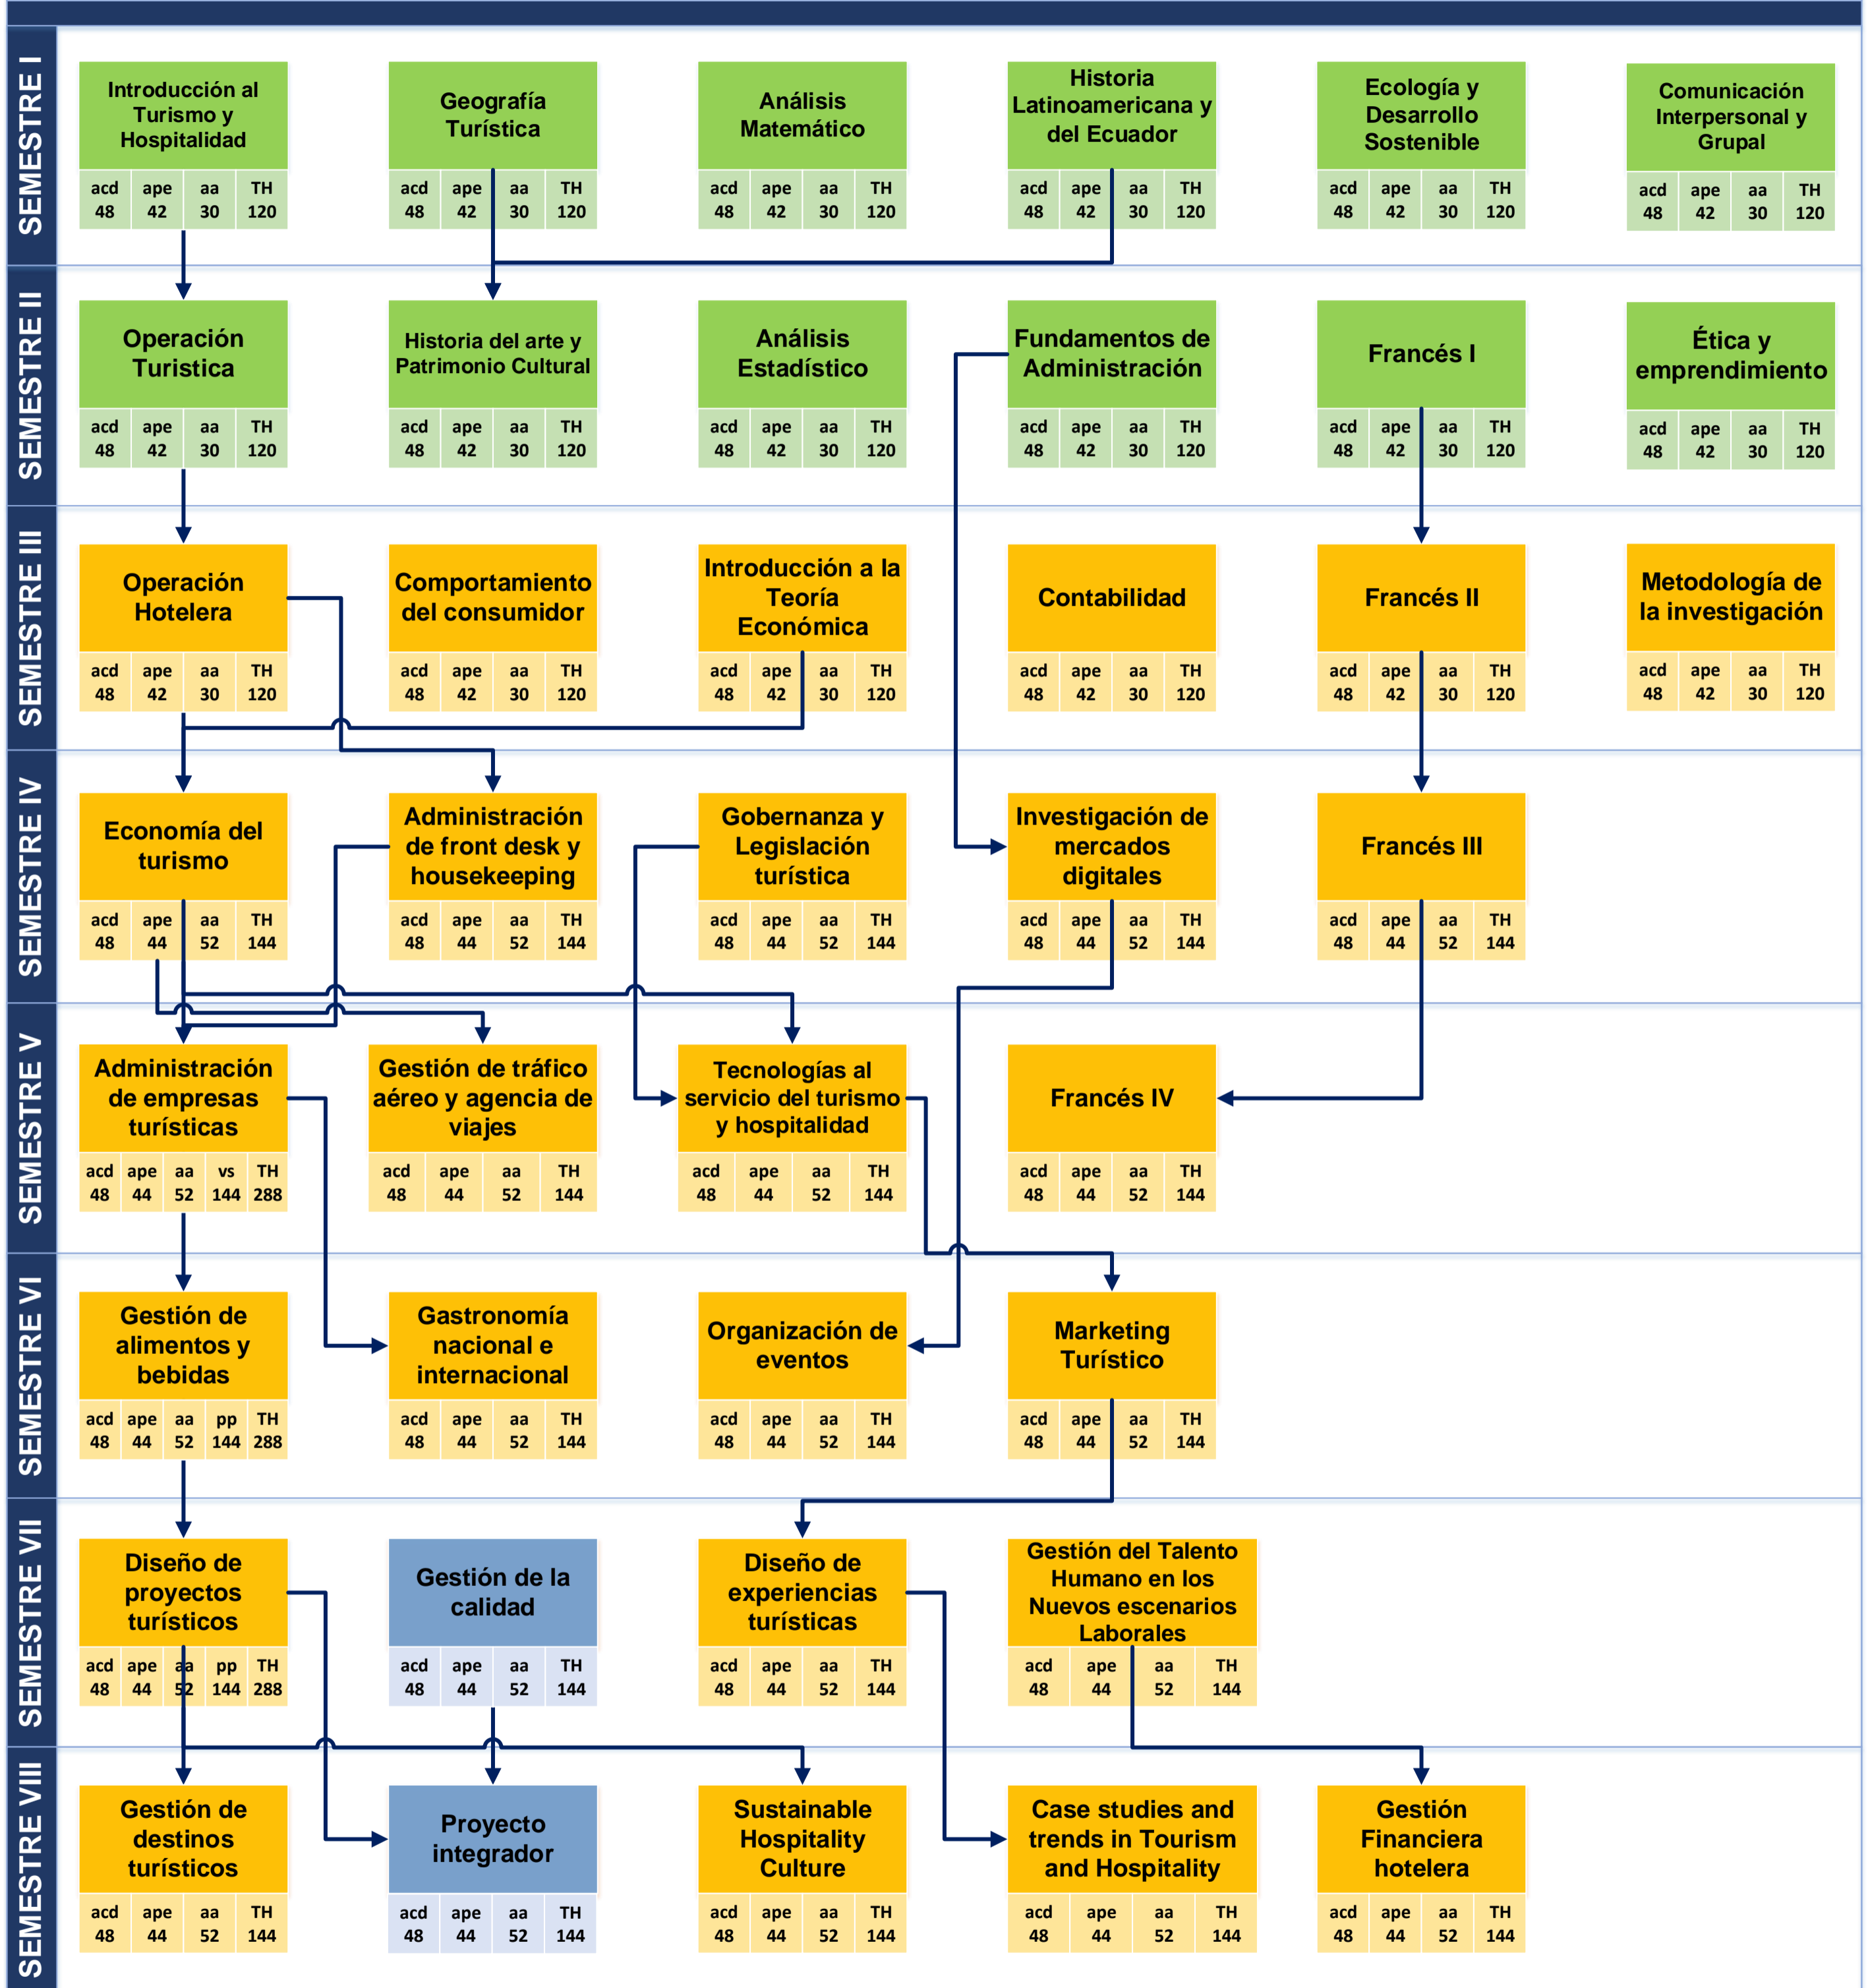 SEMESTRE I
Introducción al
Turismo y
Hospitalidad
acd ape aa TH
48 42 30 120
Geografía
Turística
acd ape aa TH
48 42 30 120
Análisis
Matemático
acd ape aa TH
48 42 30 120
Historia
Latinoamericana y
del Ecuador
acd ape aa TH
48 42 30 120
Ecología y
Desarrollo
Sostenible
acd ape aa TH
48 42 30 120
Comunicación
Interpersonal y
Grupal
acd ape aa TH
48 42 30 120
SEMESTRE II
Operación
Turistica
acd ape aa TH
48 42 30 120
Historia del arte y
Patrimonio Cultural
acd ape aa TH
48 42 30 120
Análisis
Estadístico
acd ape aa TH
48 42 30 120
Fundamentos de
Administración
acd ape aa TH
48 42 30 120
Francés I
acd ape aa TH
48 42 30 120
Ética y
emprendimiento
acd ape aa TH
48 42 30 120
SEMESTRE III
Operación
Hotelera
acd ape aa TH
48 42 30 120
Comportamiento
del consumidor
acd ape aa TH
48 42 30 120
Introducción a la
Teoría
Económica
acd ape aa TH
48 42 30 120
Contabilidad
acd ape aa TH
48 42 30 120
Francés II
acd ape aa TH
48 42 30 120
Metodología de
la investigación
acd ape aa TH
48 42 30 120
SEMESTRE IV
Economía del
turismo
acd ape aa TH
48 44 52 144
Administración
de front desk y
housekeeping
acd ape aa TH
48 44 52 144
Gobernanza y
Legislación
turística
acd ape aa TH
48 44 52 144
Investigación de
mercados
digitales
acd ape aa TH
48 44 52 144
Francés III
acd ape aa TH
48 44 52 144
SEMESTRE V
Administración
de empresas
turísticas
acd ape aa vs TH
48 44 52 144 288
Gestión de tráfico
aéreo y agencia de
viajes
acd ape aa TH
48 44 52 144
Tecnologías al
servicio del turismo
y hospitalidad
acd ape aa TH
48 44 52 144
Francés IV
acd ape aa TH
48 44 52 144
SEMESTRE VI
Gestión de
alimentos y
bebidas
acd ape aa pp TH
48 44 52 144 288
Gastronomía
nacional e
internacional
acd ape aa TH
48 44 52 144
Organización de
eventos
acd ape aa TH
48 44 52 144
Marketing
Turístico
acd ape aa TH
48 44 52 144
SEMESTRE VII
Diseño de
proyectos
turísticos
acd ape aa pp TH
48 44 52 144 288
Gestión de la
calidad
acd ape aa TH
48 44 52 144
Diseño de
experiencias
turísticas
acd ape aa TH
48 44 52 144
Gestión del Talento
Humano en los
Nuevos escenarios
Laborales
acd ape aa TH
48 44 52 144
SEMESTRE VIII
Gestión de
destinos
turísticos
acd ape aa TH
48 44 52 144
Proyecto
integrador
acd ape aa TH
48 44 52 144
Sustainable
Hospitality
Culture
acd ape aa TH
48 44 52 144
Case studies and
trends in Tourism
and Hospitality
acd ape aa TH
48 44 52 144
Gestión
Financiera
hotelera
acd ape aa TH
48 44 52 144